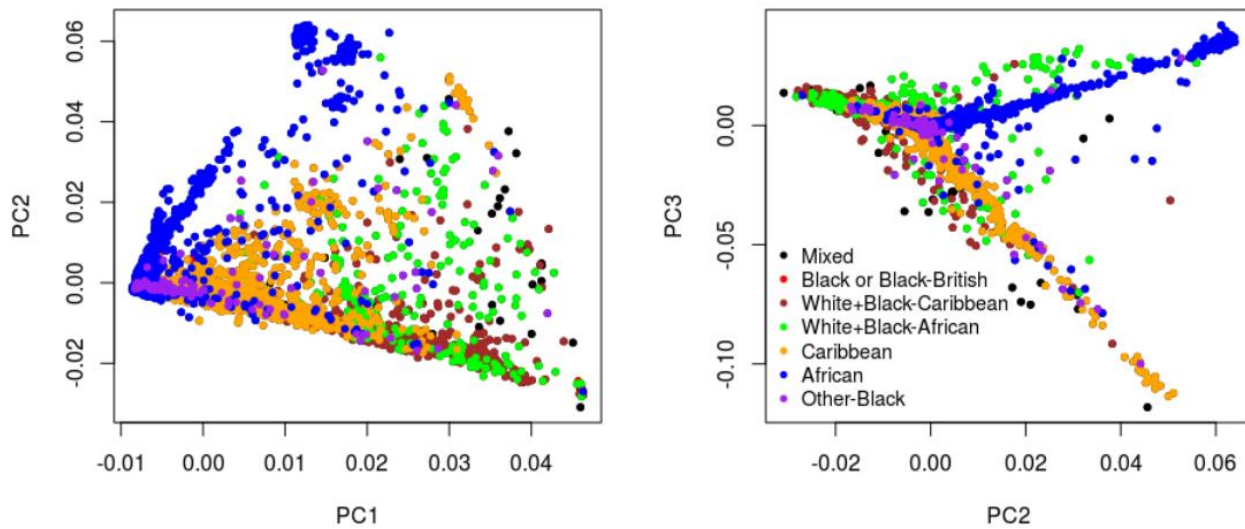 0.06
0.04
0.02
0.00
-0.02
PC2
-0.01
0.00
0.01
0.02
0.03
0.04
PC1
0.00
-0.05
-0.10
PC3
Mixed
Black or Black-British
White+Black-Caribbean
White+Black-African
Caribbean
African
Other-Black
-0.02
0.00
0.02
0.04
0.06
PC2